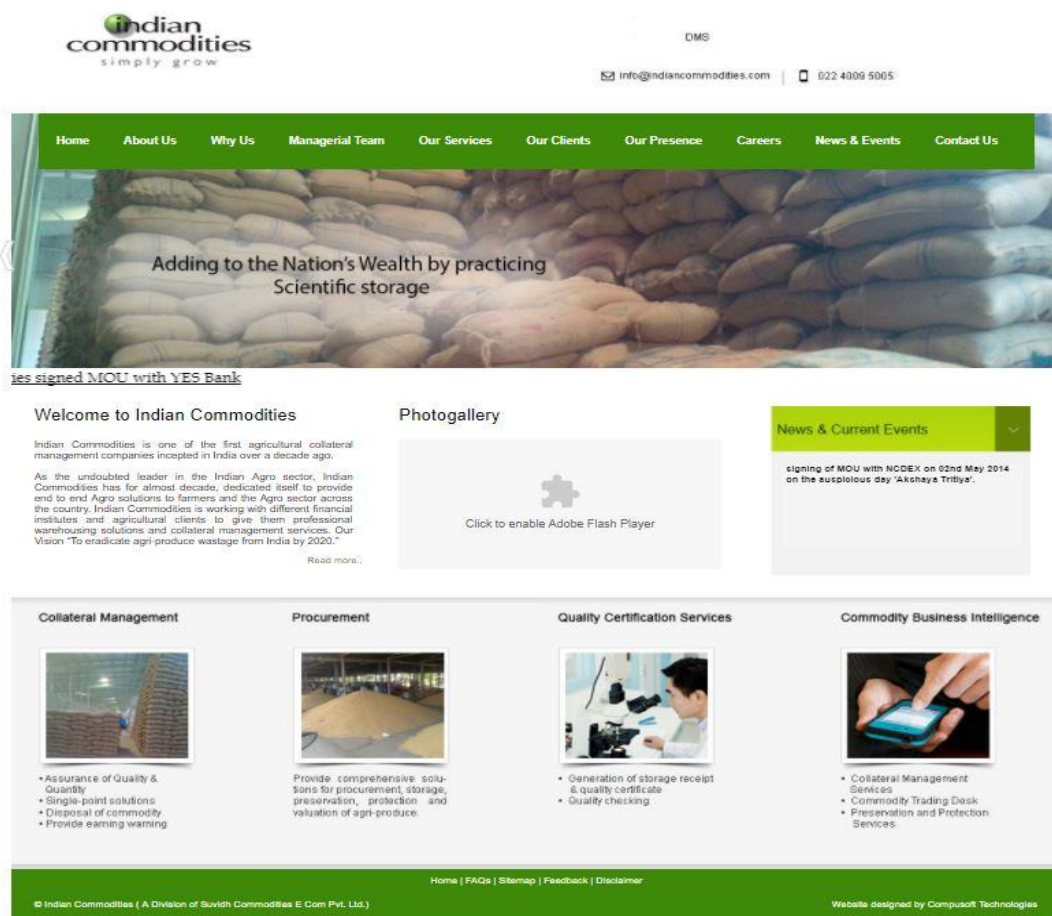 indian
commodities
simply grow
DMS
info@indiancommodities.com | 022 4009 5005
Home About Us Why Us Managerial Team Our Services Our Clients Our Presence Careers News & Events Contact Us
Adding to the Nation's Wealth by practicing
Scientific storage
ies signed MOU with YES Bank
Welcome to Indian Commodities
Indian Commodities is one of the first agricultural collateral
management companies incepted in India over a decade ago.
As the undoubted leader in the Indian Agro sector, Indian
Commodities has for almost decade, dedicated itself to provide
end to end Agro solutions to farmers and the Agro sector across
the country. Indian Commodities is working with different financial
institutes and agricultural clients to give them professional
warehousing solutions and collateral management services. Our
Vision "To eradicate agri-produce wastage from India by 2020."
Read more..
Photogallery
Click to enable Adobe Flash Player
News & Current Events
signing of MOU with NCDEX on 02nd May 2014
on the auspicious day 'Akshaya Tritiya'.
Collateral Management
• Assurance of Quality &
Quantity
• Single-point solutions
• Disposal of commodity
• Provide earning warning
Procurement
Provide comprehensive solu-
tions for procurement, storage,
preservation, protection and
valuation of agri-produce.
Quality Certification Services
• Generation of storage receipt
& quality certificate
• Quality checking
Commodity Business Intelligence
• Collateral Management
Services
• Commodity Trading Desk
• Preservation and Protection
Services
Home | FAQs | Sitemap | Feedback | Disclaimer
© Indian Commodities ( A Division of Suvidh Commodities E Com Pvt. Ltd.)
Website designed by Compusoft Technologies